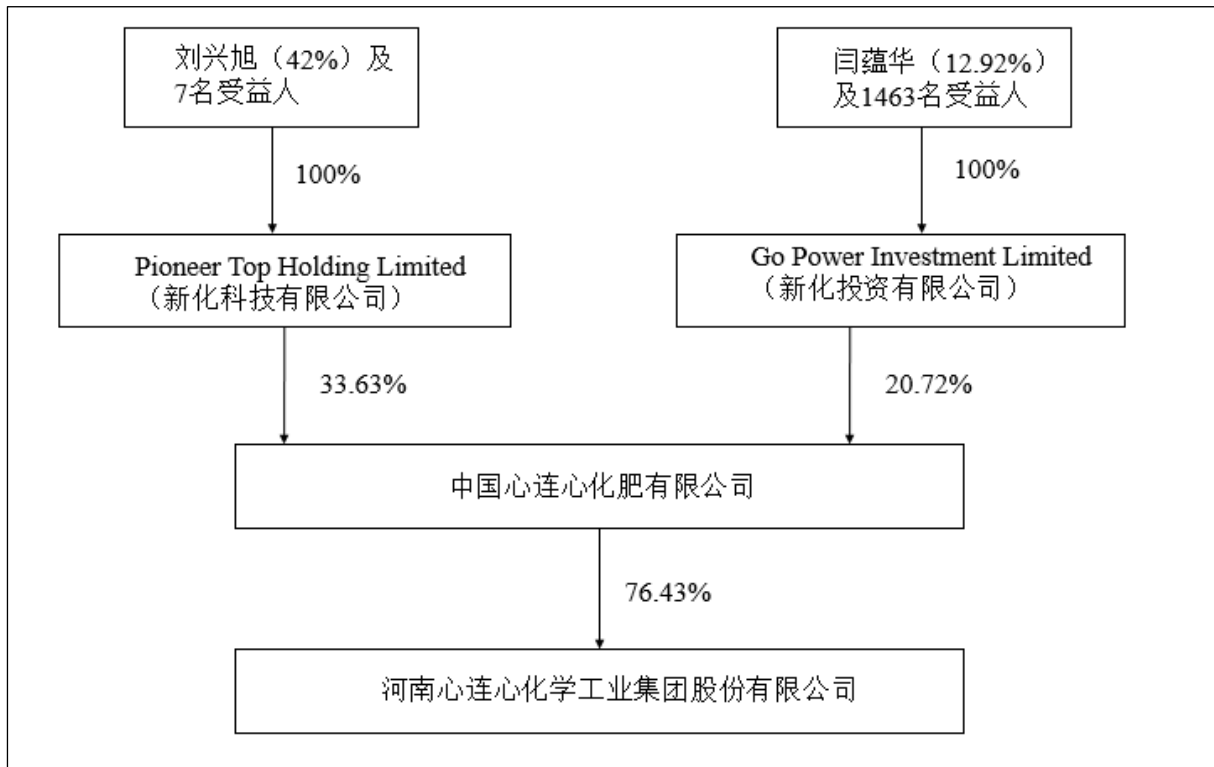 刘兴旭（42%）及
7名受益人
闫蕴华（12.92%）
及1463名受益人
100%
100%
Pioneer Top Holding Limited
（新化科技有限公司）
Go Power Investment Limited
（新化投资有限公司）
33.63%
20.72%
中国心连心化肥有限公司
76.43%
河南心连心化学工业集团股份有限公司